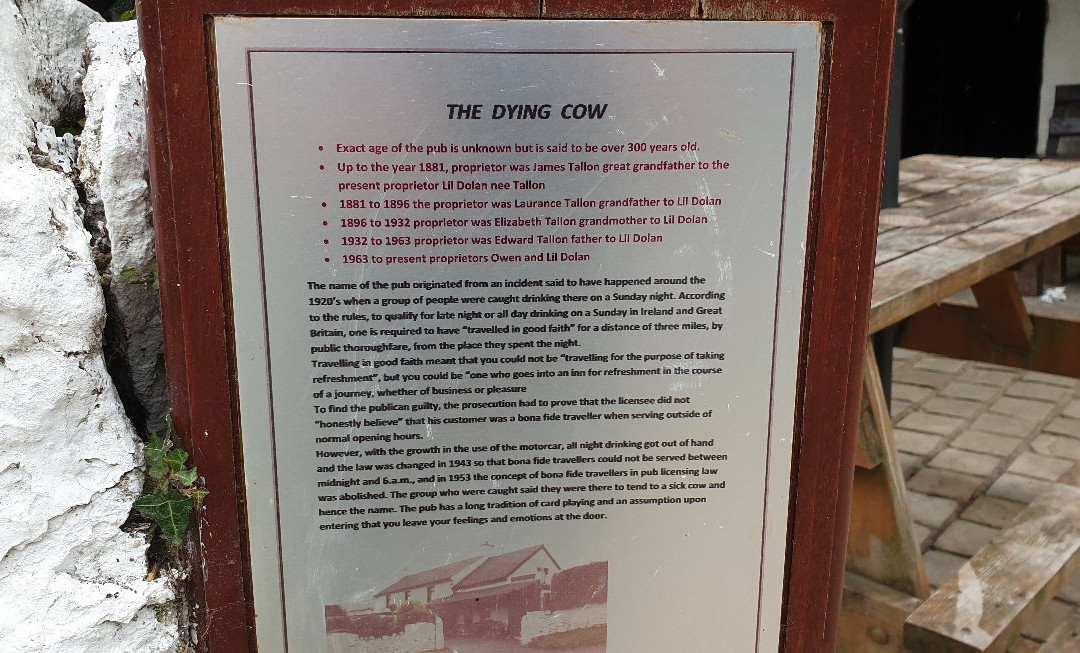 THE DYING COW
• Exact age of the pub is unknown but is said to be over 300 years old.
• Up to the year 1881, proprietor was James Tallon great grandfather to the
present proprietor Lil Dolan nee Tallon
• 1881 to 1896 the proprietor was Laurance Tallon grandfather to Lil Dolan
• 1896 to 1932 proprietor was Elizabeth Tallon grandmother to Lil Dolan
• 1932 to 1963 proprietor was Edward Tallon father to Lil Dolan
• 1963 to present proprietors Owen and Lil Dolan
The name of the pub originated from an incident said to have happened around the
1920's when a group of people were caught drinking there on a Sunday night. According
to the rules, to qualify for late night or all day drinking on a Sunday in Ireland and Great
Britain, one is required to have "travelled in good faith" for a distance of three miles, by
public thoroughfare, from the place they spent the night.
Travelling in good faith meant that you could not be "travelling for the purpose of taking
refreshment", but you could be "one who goes into an inn for refreshment in the course
of a journey, whether of business or pleasure
To find the publican guilty, the prosecution had to prove that the licensee did not
"honestly believe" that his customer was a bona fide traveller when serving outside of
normal opening hours.
However, with the growth in the use of the motorcar, all night drinking got out of hand
and the law was changed in 1943 so that bona fide travellers could not be served between
midnight and 6.a.m., and in 1953 the concept of bona fide travellers in pub licensing law
was abolished. The group who were caught said they were there to tend to a sick cow and
hence the name. The pub has a long tradition of card playing and an assumption upon
entering that you leave your feelings and emotions at the door.